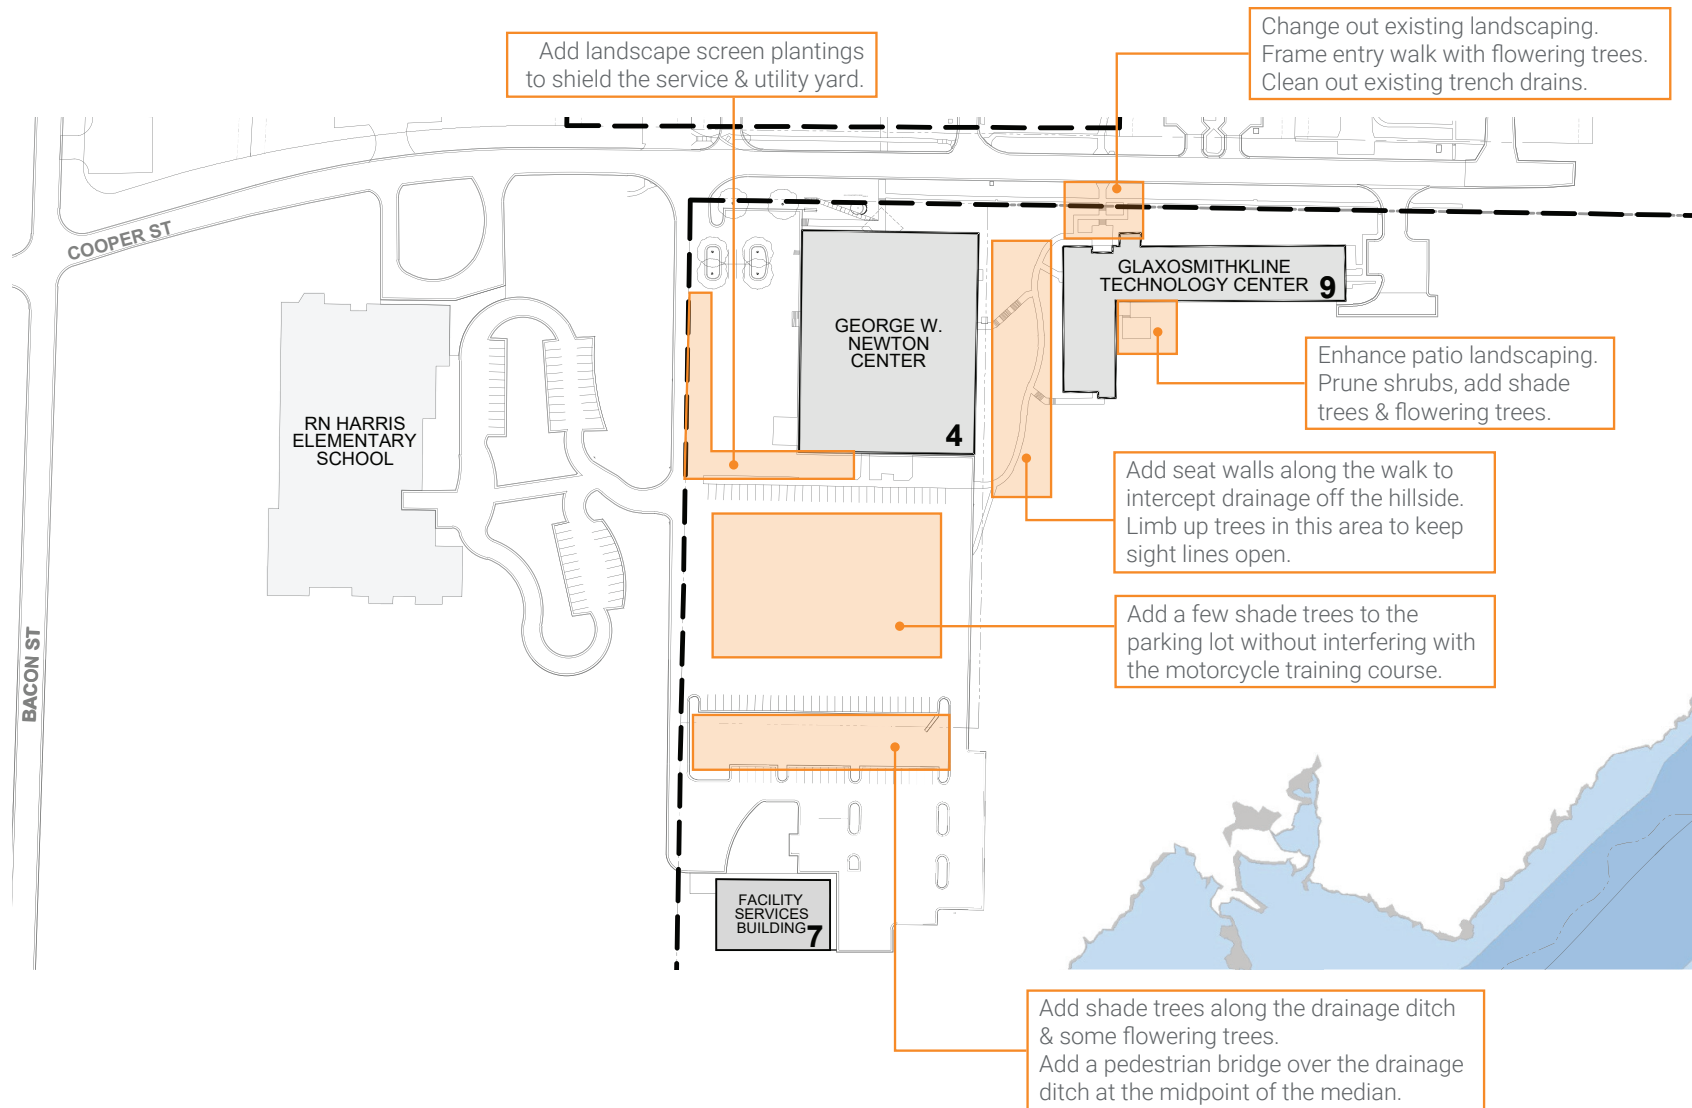 Add landscape screen plantings
to shield the service & utility yard.
Change out existing landscaping.
Frame entry walk with flowering trees.
Clean out existing trench drains.
COOPER ST
GLAXOSMITHKLINE
TECHNOLOGY CENTER 9
GEORGE W.
NEWTON
CENTER
4
Enhance patio landscaping.
Prune shrubs, add shade
trees & flowering trees.
RN HARRIS
ELEMENTARY
SCHOOL
Add seat walls along the walk to
intercept drainage off the hillside.
Limb up trees in this area to keep
sight lines open.
Add a few shade trees to the
parking lot without interfering with
the motorcycle training course.
BACON ST
FACILITY
SERVICES
BUILDING 7
Add shade trees along the drainage ditch
& some flowering trees.
Add a pedestrian bridge over the drainage
ditch at the midpoint of the median.